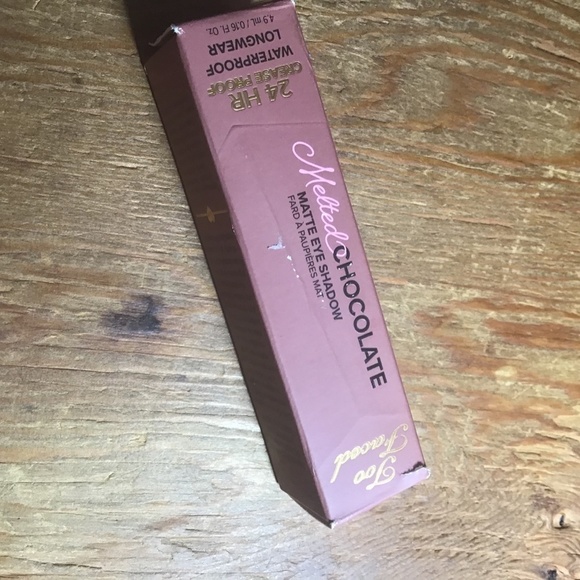 Too
Faced
Melted CHOCOLATE
MATTE EYE SHADOW
FARD À PAUPIÈRES MAT
24 HR
CREASE PROOF
WATERPROOF
LONGWEAR
4.9 mL / 0.16 FL. Oz.